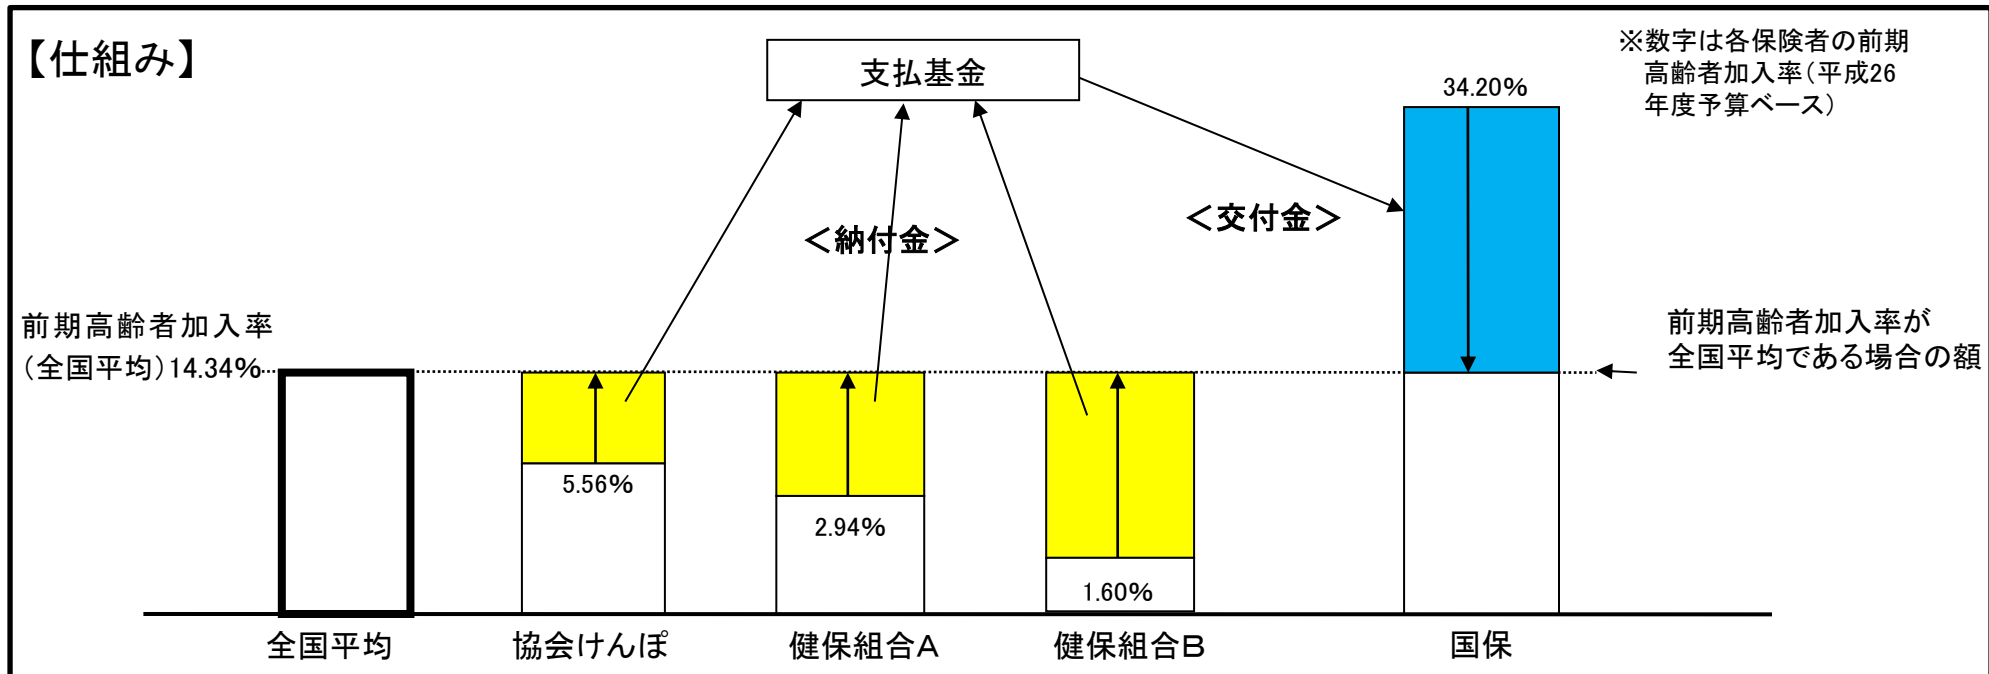 【仕組み】
支払基金
※数字は各保険者の前期
高齢者加入率(平成26
年度予算ベース)
34.20%
<交付金>
<納付金>
前期高齢者加入率
(全国平均)14.34%
前期高齢者加入率が
全国平均である場合の額
5.56%
2.94%
1.60%
全国平均
協会けんぽ
健保組合A
健保組合B
国保